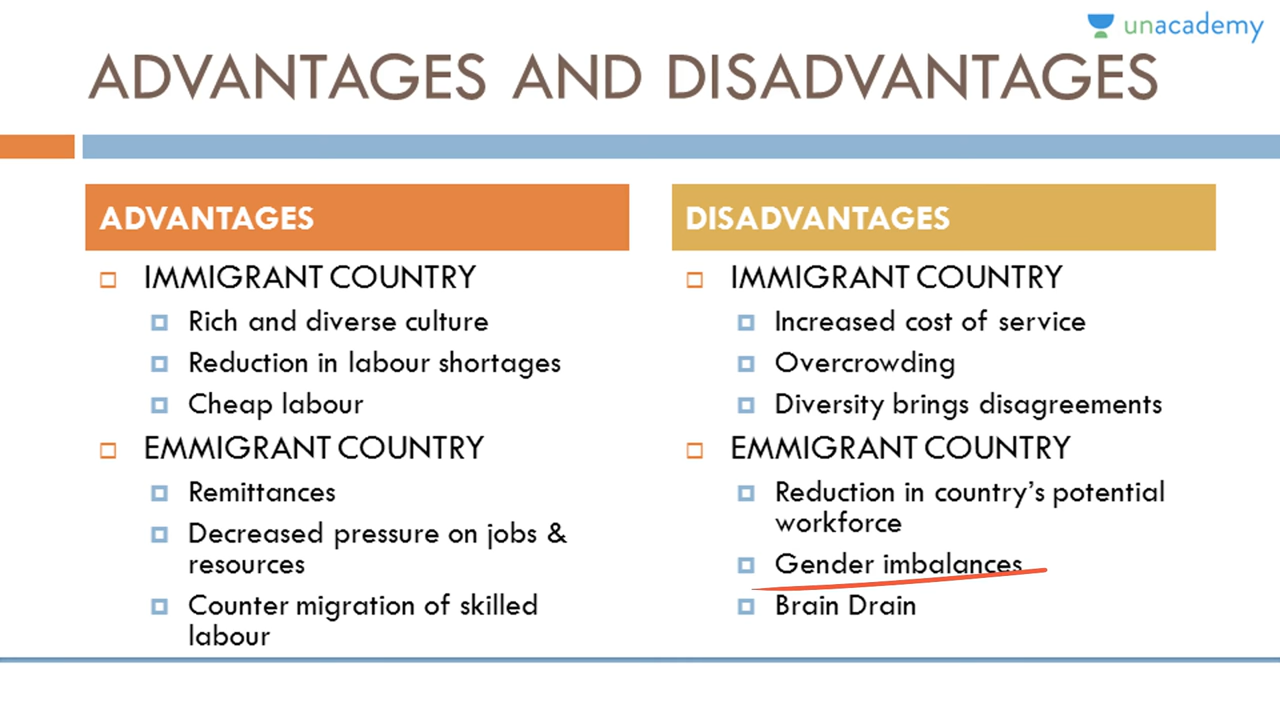 unacademy
ADVANTAGES AND DISADVANTAGES
ADVANTAGES
IMMIGRANT COUNTRY
Rich and diverse culture
Reduction in labour shortages
Cheap labour
EMMIGRANT COUNTRY
Remittances
Decreased pressure on jobs &
resources
Counter migration of skilled
labour
DISADVANTAGES
IMMIGRANT COUNTRY
Increased cost of service
Overcrowding
Diversity brings disagreements
EMMIGRANT COUNTRY
Reduction in country's potential
workforce
Gender imbalances
Brain Drain